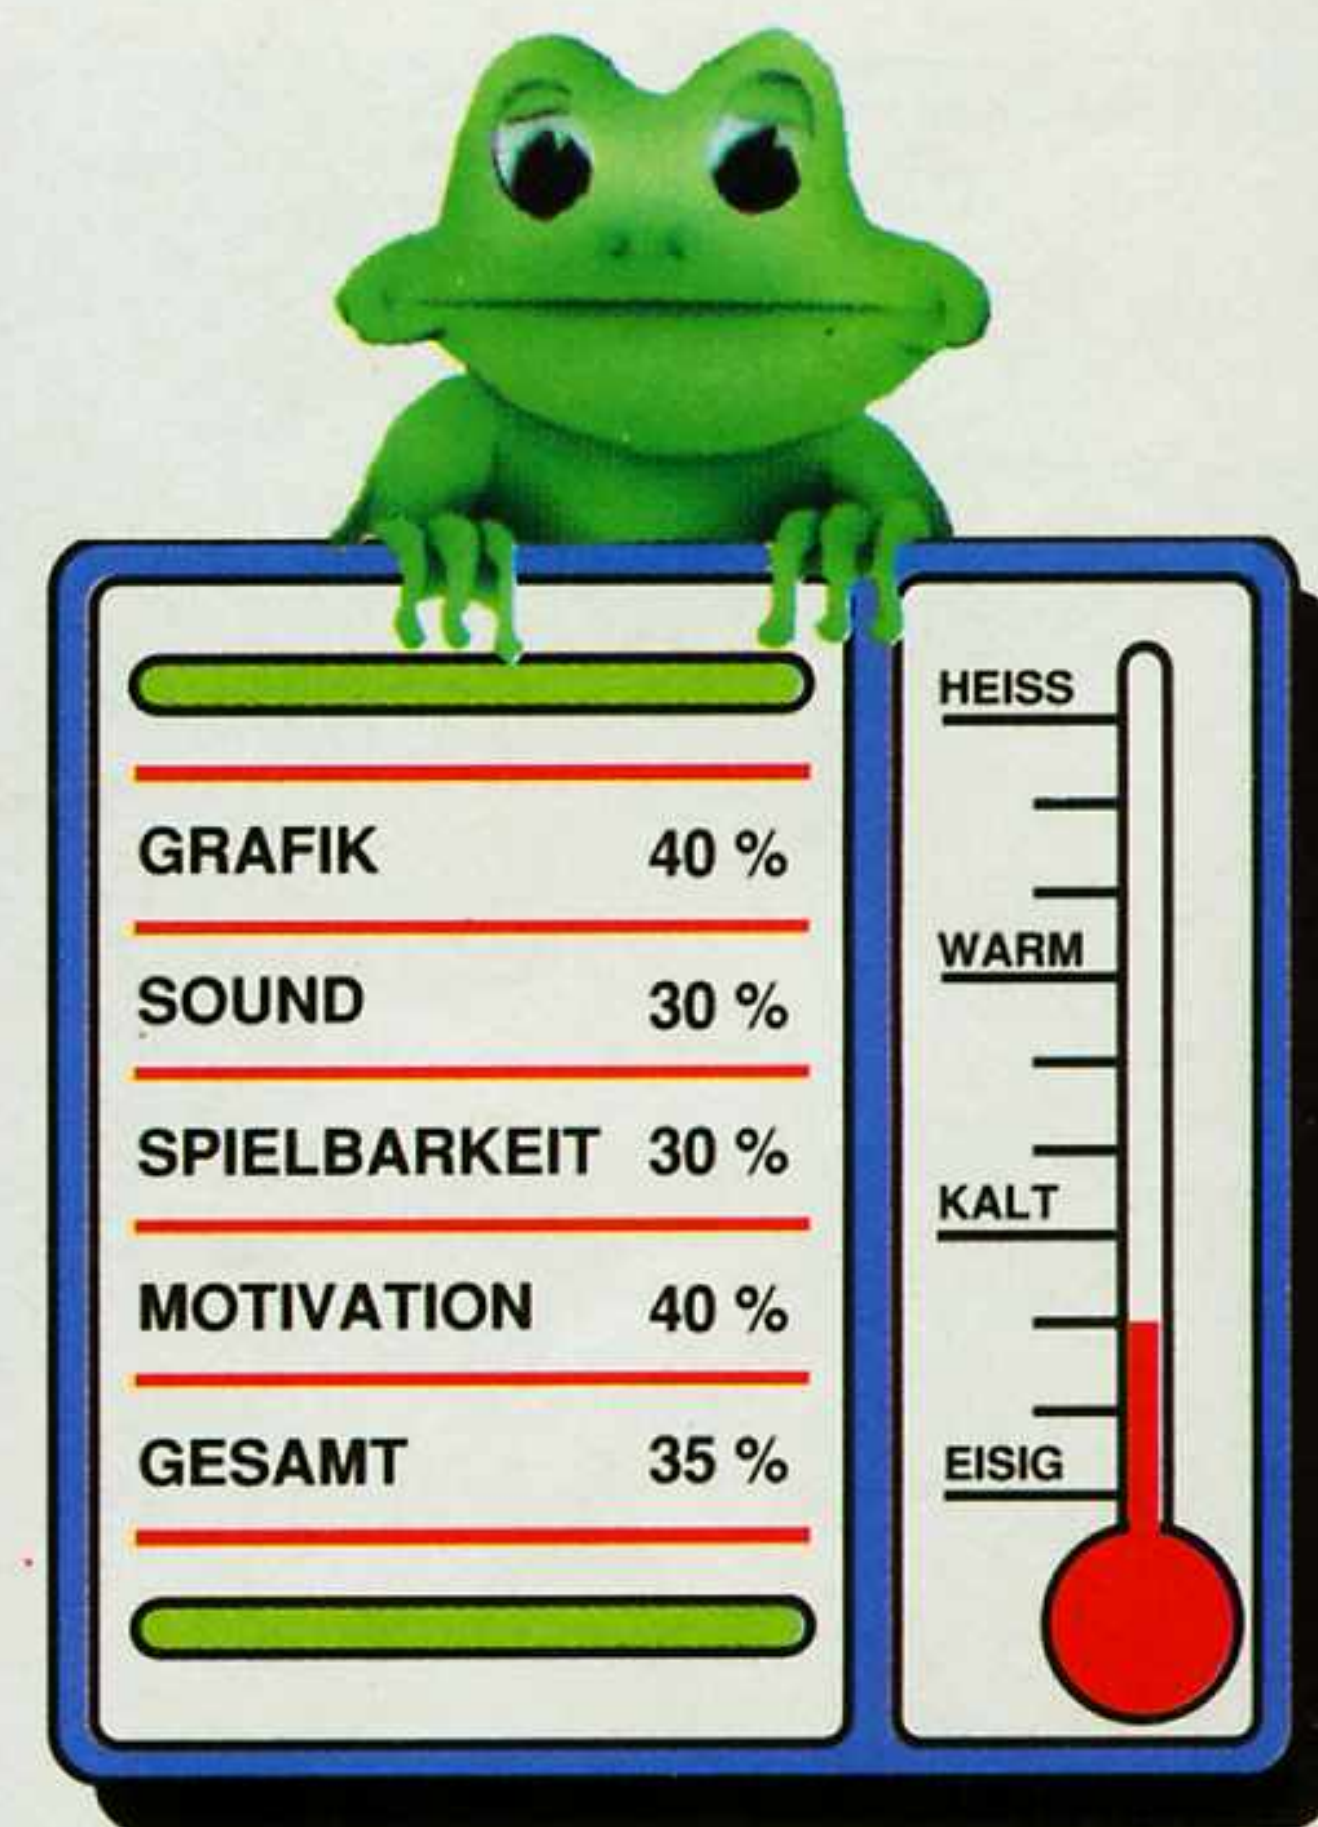 GRAFIK 40 %
SOUND 30 %
SPIELBARKEIT 30 %
MOTIVATION 40 %
GESAMT 35 %
HEISS
WARM
KALT
EISIG